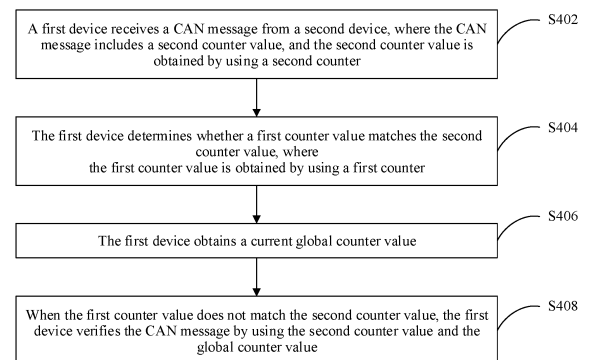 A first device receives a CAN message from a second device, where the CAN
message includes a second counter value, and the second counter value is
obtained by using a second counter
S402
The first device determines whether a first counter value matches the second
counter value, where
the first counter value is obtained by using a first counter
S404
The first device obtains a current global counter value
S406
When the first counter value does not match the second counter value, the first
device verifies the CAN message by using the second counter value and the
global counter value
S408